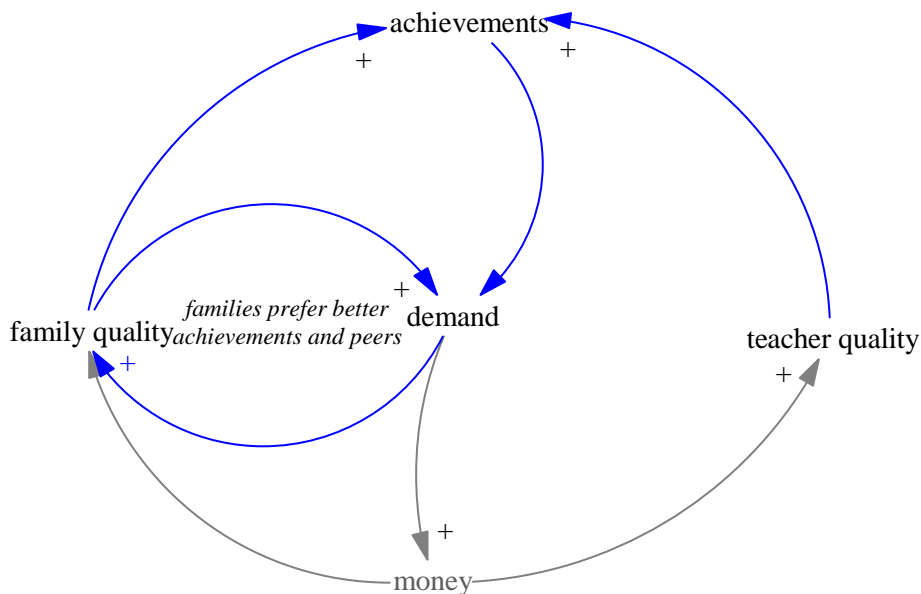 achievements
+
+
+
families prefer better
achievements and peers
demand
family quality
teacher quality
+
+
+
money